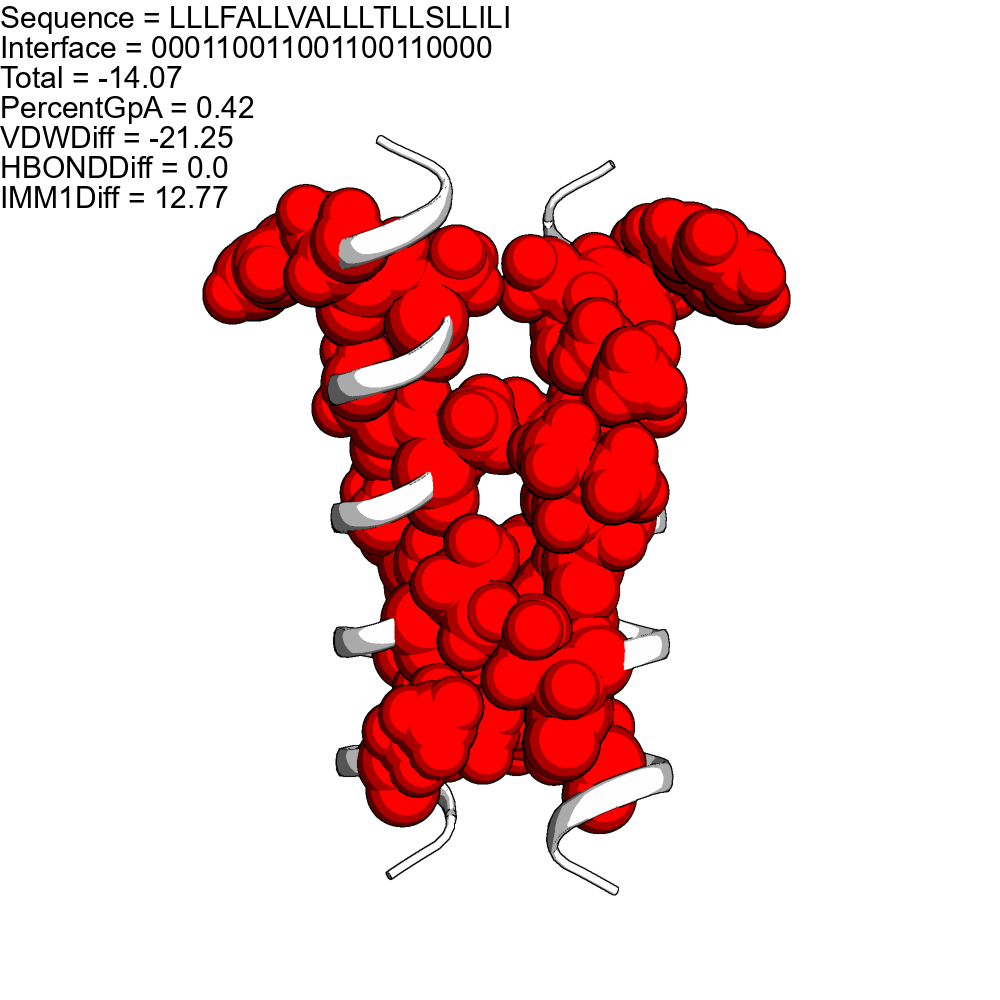 Sequence = LLLFALLVALLLTLLSLLILI
Interface = 000110011001100110000
Total = -14.07
PercentGpA = 0.42
VDWDiff = -21.25
HBONDDiff = 0.0
IMM1Diff = 12.77